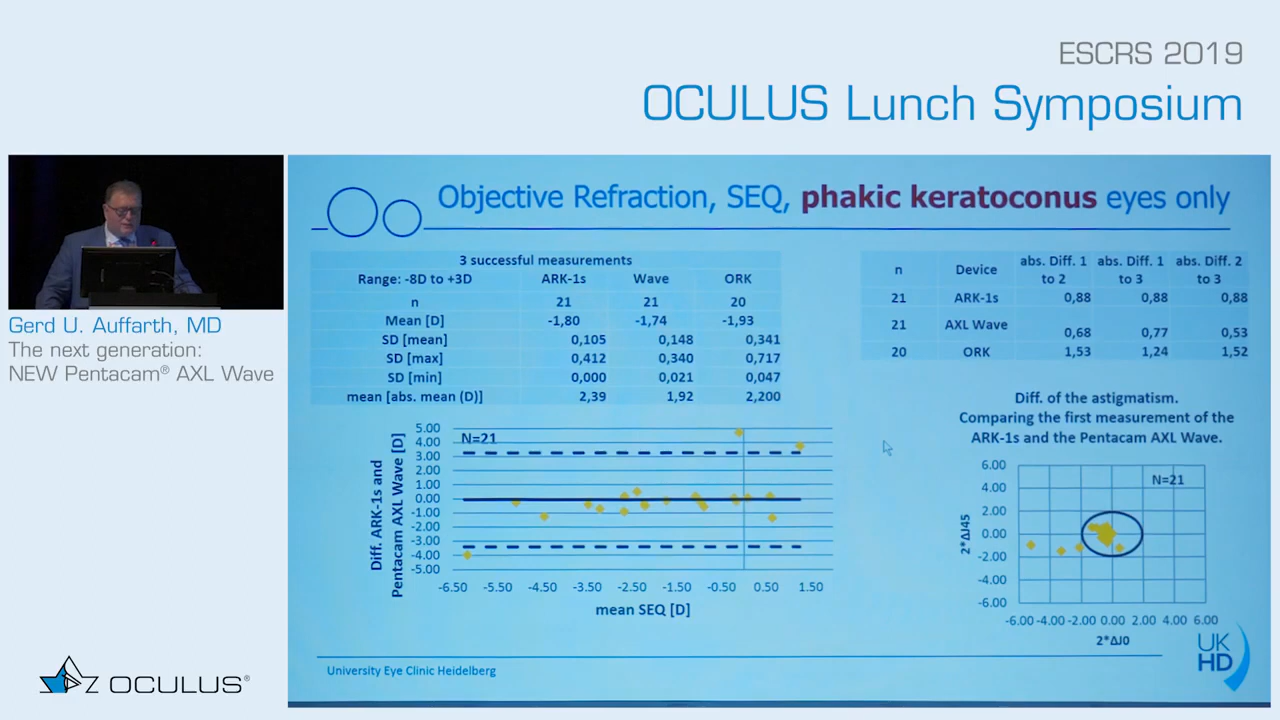 ESCRS 2019
OCULUS Lunch Symposium
Gerd U. Auffarth, MD
The next generation:
NEW Pentacam® AXL Wave
OCULUS®
Objective Refraction, SEQ, phakic keratoconus eyes only
3 successful measurements
Range: -8D to +3D ARK-1s Wave ORK
n 21 21 20
Mean [D] -1,80 -1,74 -1,93
SD [mean] 0,105 0,148 0,341
SD [max] 0,412 0,340 0,717
SD [min] 0,000 0,021 0,047
mean [abs. mean (D)] 2,39 1,92 2,200
n Device abs. Diff. 1 to 2 abs. Diff. 1 to 3 abs. Diff. 2 to 3
21 ARK-1s 0,88 0,88 0,88
21 AXL Wave 0,68 0,77 0,53
20 ORK 1,53 1,24 1,52
Diff. ARK-1s and
Pentacam AXL Wave [D]
N=21
5.00
4.00
3.00
2.00
1.00
0.00
-1.00
-2.00
-3.00
-4.00
-5.00
-6.50 -5.50 -4.50 -3.50 -2.50 -1.50 -0.50 0.50 1.50
mean SEQ [D]
Diff. of the astigmatism.
Comparing the first measurement of the
ARK-1s and the Pentacam AXL Wave.
N=21
2*ΔJ45
6.00
4.00
2.00
0.00
-2.00
-4.00
-6.00
-6.00 -4.00 -2.00 0.00 2.00 4.00 6.00
2*ΔJ0
University Eye Clinic Heidelberg
UK
HD